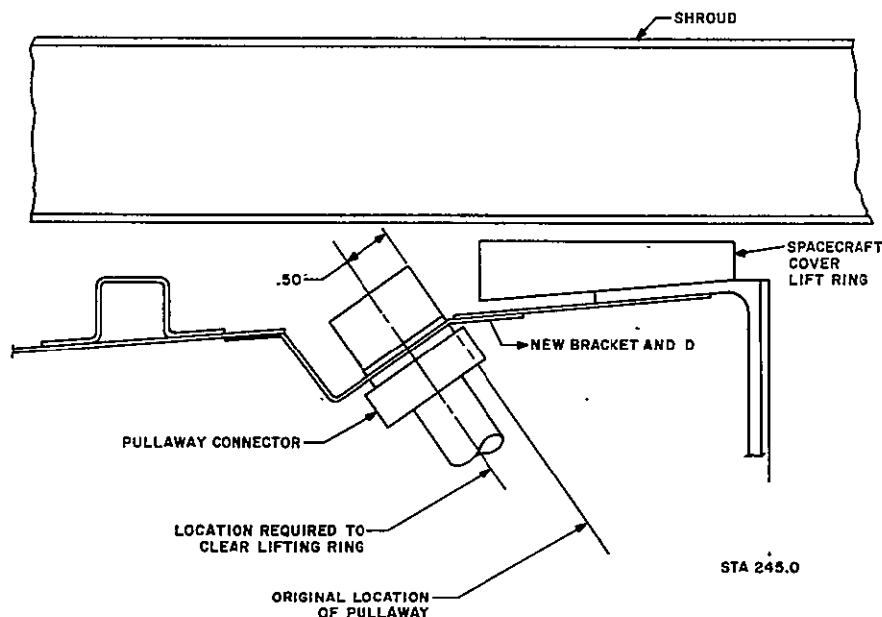 SHROUD
SPACECRAFT
COVER
LIFT RING
.50
NEW BRACKET AND D
PULLAWAY CONNECTOR
LOCATION REQUIRED TO
CLEAR LIFTING RING
STA 245.0
ORIGINAL LOCATION
OF PULLAWAY